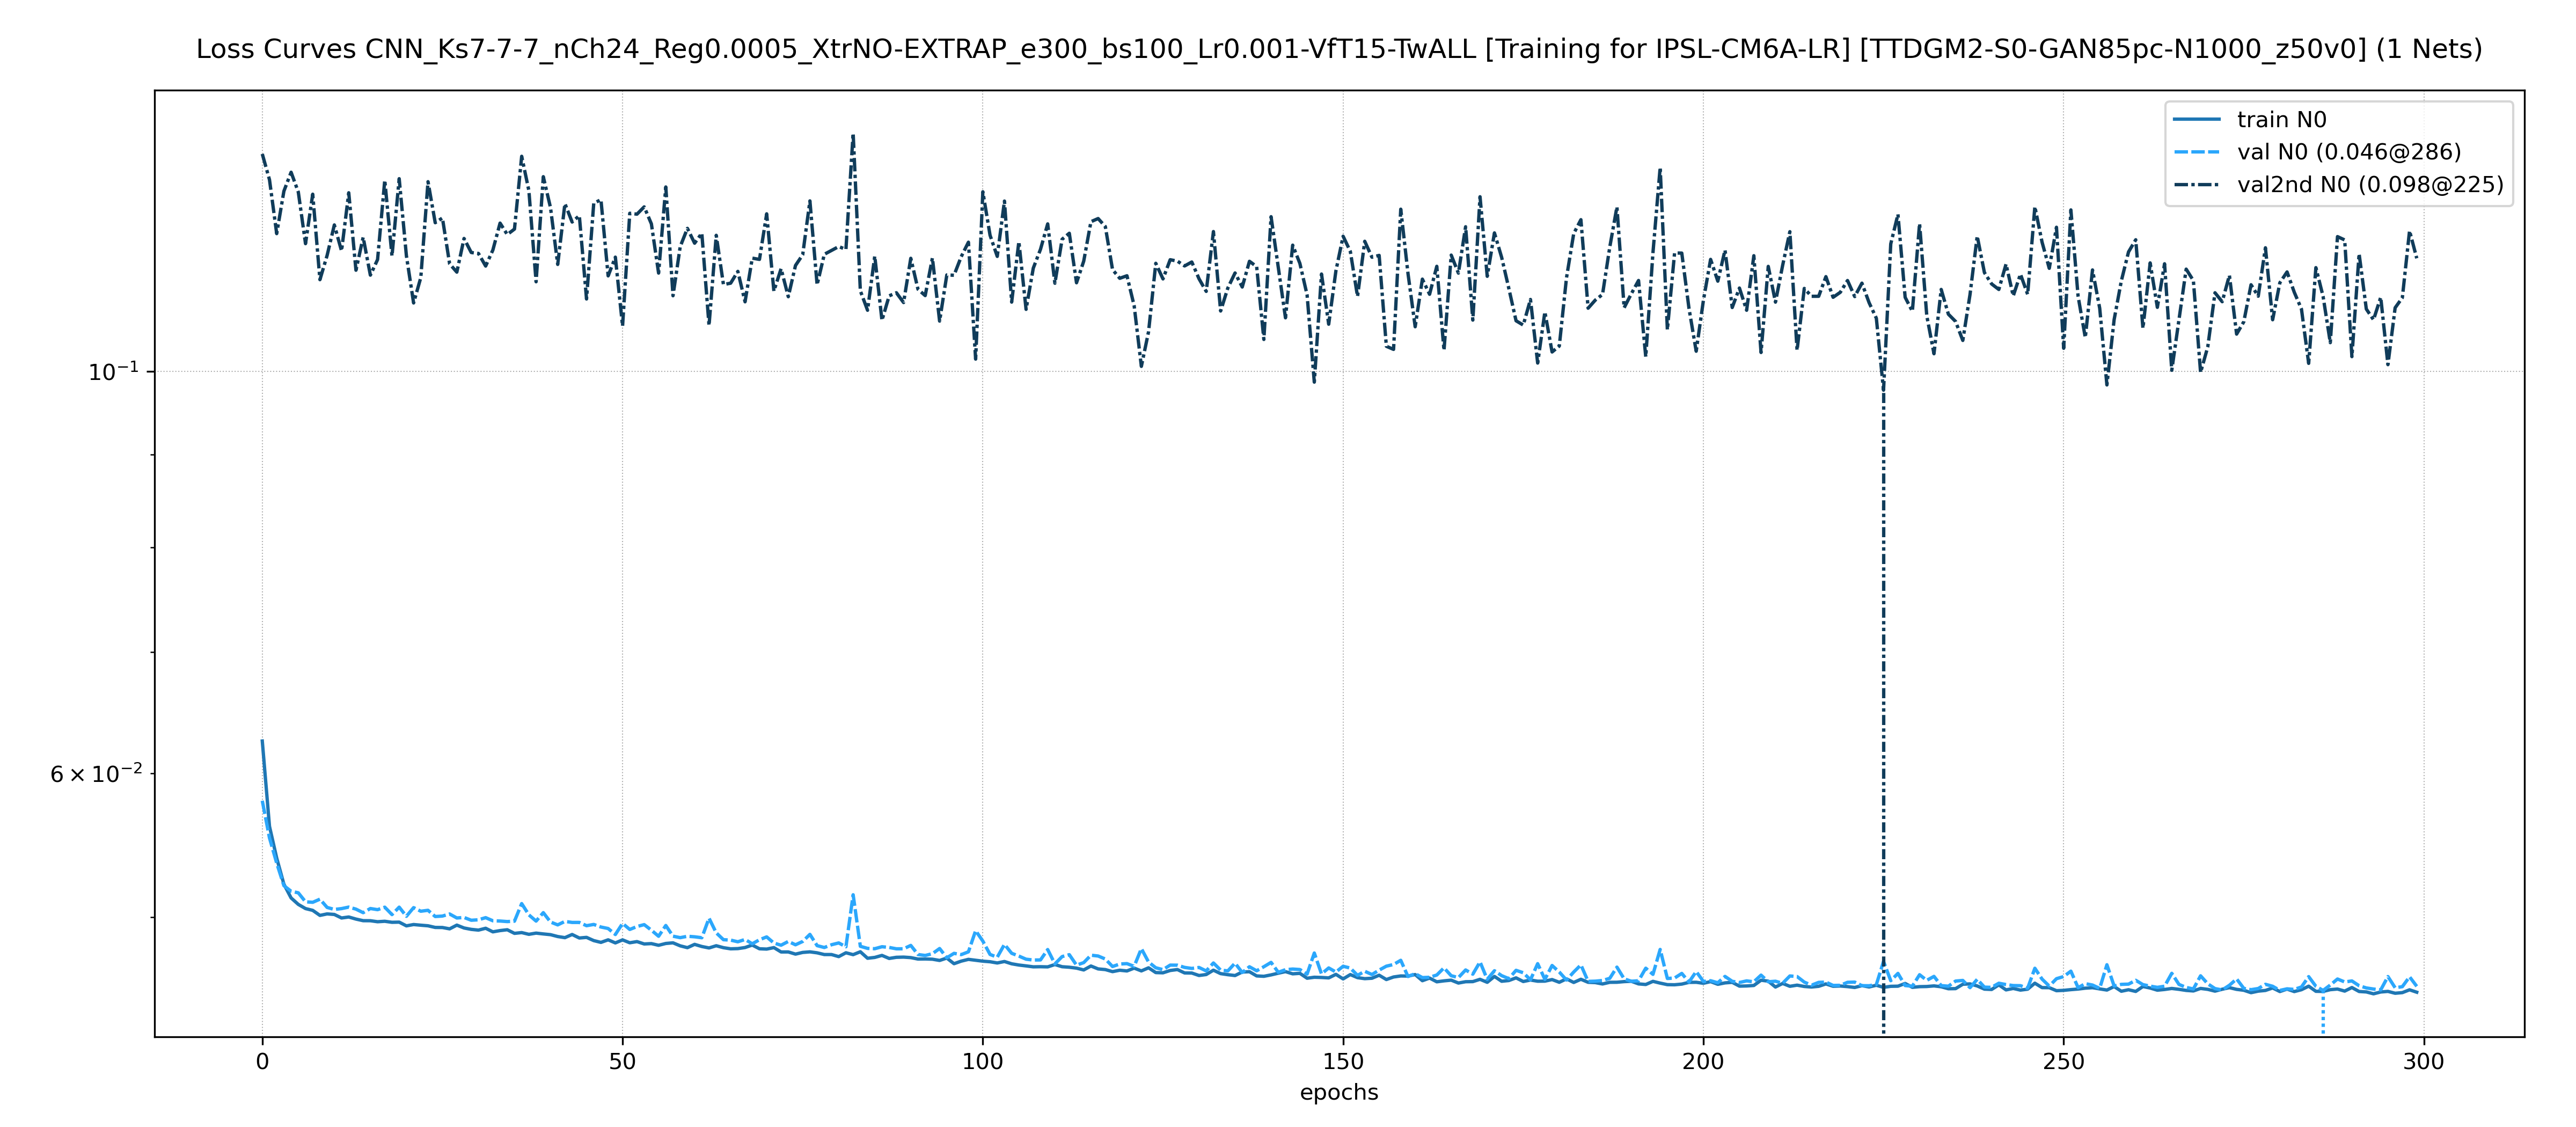 Loss Curves CNN_Ks7-7-7_nCh24_Reg0.0005_XtrNO-EXTRAP_e300_bs100_Lr0.001-VfT15-TwALL [Training for IPSL-CM6A-LR] [TTDGM2-S0-GAN85pc-N1000_z50v0] (1 Nets)
train N0
val N0 (0.046@286)
val2nd N0 (0.098@225)
10⁻¹
6 × 10⁻²
0 50 100 150 200 250 300
epochs